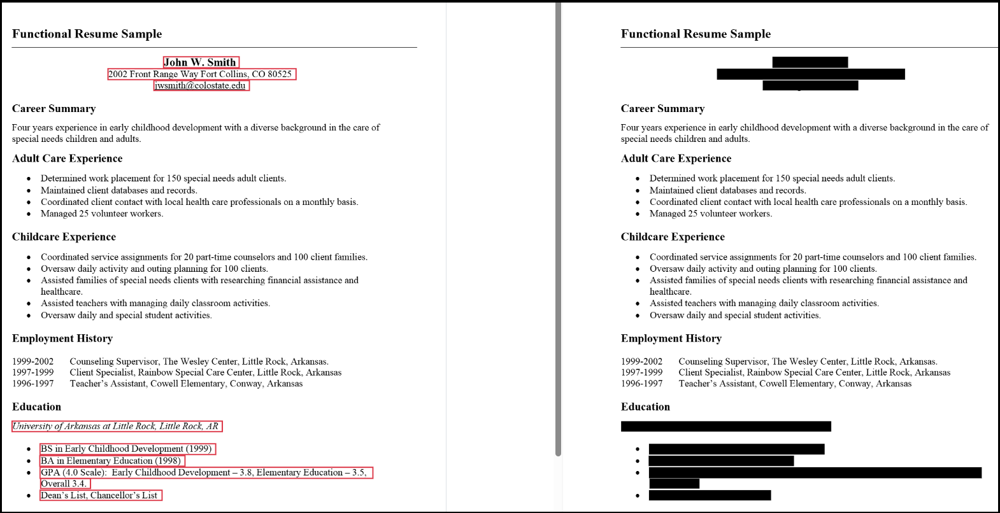 Functional Resume Sample
John W. Smith
2002 Front Range Way Fort Collins, CO 80525
jwsmith@colostate.edu
Career Summary
Four years experience in early childhood development with a diverse background in the care of
special needs children and adults.
Adult Care Experience
• Determined work placement for 150 special needs adult clients.
• Maintained client databases and records.
• Coordinated client contact with local health care professionals on a monthly basis.
• Managed 25 volunteer workers.
Childcare Experience
• Coordinated service assignments for 20 part-time counselors and 100 client families.
• Oversaw daily activity and outing planning for 100 clients.
• Assisted families of special needs clients with researching financial assistance and
healthcare.
• Assisted teachers with managing daily classroom activities.
• Oversaw daily and special student activities.
Employment History
1999-2002 Counseling Supervisor, The Wesley Center, Little Rock, Arkansas.
1997-1999 Client Specialist, Rainbow Special Care Center, Little Rock, Arkansas
1996-1997 Teacher’s Assistant, Cowell Elementary, Conway, Arkansas
Education
University of Arkansas at Little Rock, Little Rock, AR
• BS in Early Childhood Development (1999)
• BA in Elementary Education (1998)
• GPA (4.0 Scale): Early Childhood Development – 3.8, Elementary Education – 3.5,
Overall 3.4.
• Dean’s List, Chancellor’s List
Functional Resume Sample
Career Summary
Four years experience in early childhood development with a diverse background in the care of
special needs children and adults.
Adult Care Experience
• Determined work placement for 150 special needs adult clients.
• Maintained client databases and records.
• Coordinated client contact with local health care professionals on a monthly basis.
• Managed 25 volunteer workers.
Childcare Experience
• Coordinated service assignments for 20 part-time counselors and 100 client families.
• Oversaw daily activity and outing planning for 100 clients.
• Assisted families of special needs clients with researching financial assistance and
healthcare.
• Assisted teachers with managing daily classroom activities.
• Oversaw daily and special student activities.
Employment History
1999-2002 Counseling Supervisor, The Wesley Center, Little Rock, Arkansas.
1997-1999 Client Specialist, Rainbow Special Care Center, Little Rock, Arkansas
1996-1997 Teacher’s Assistant, Cowell Elementary, Conway, Arkansas
Education